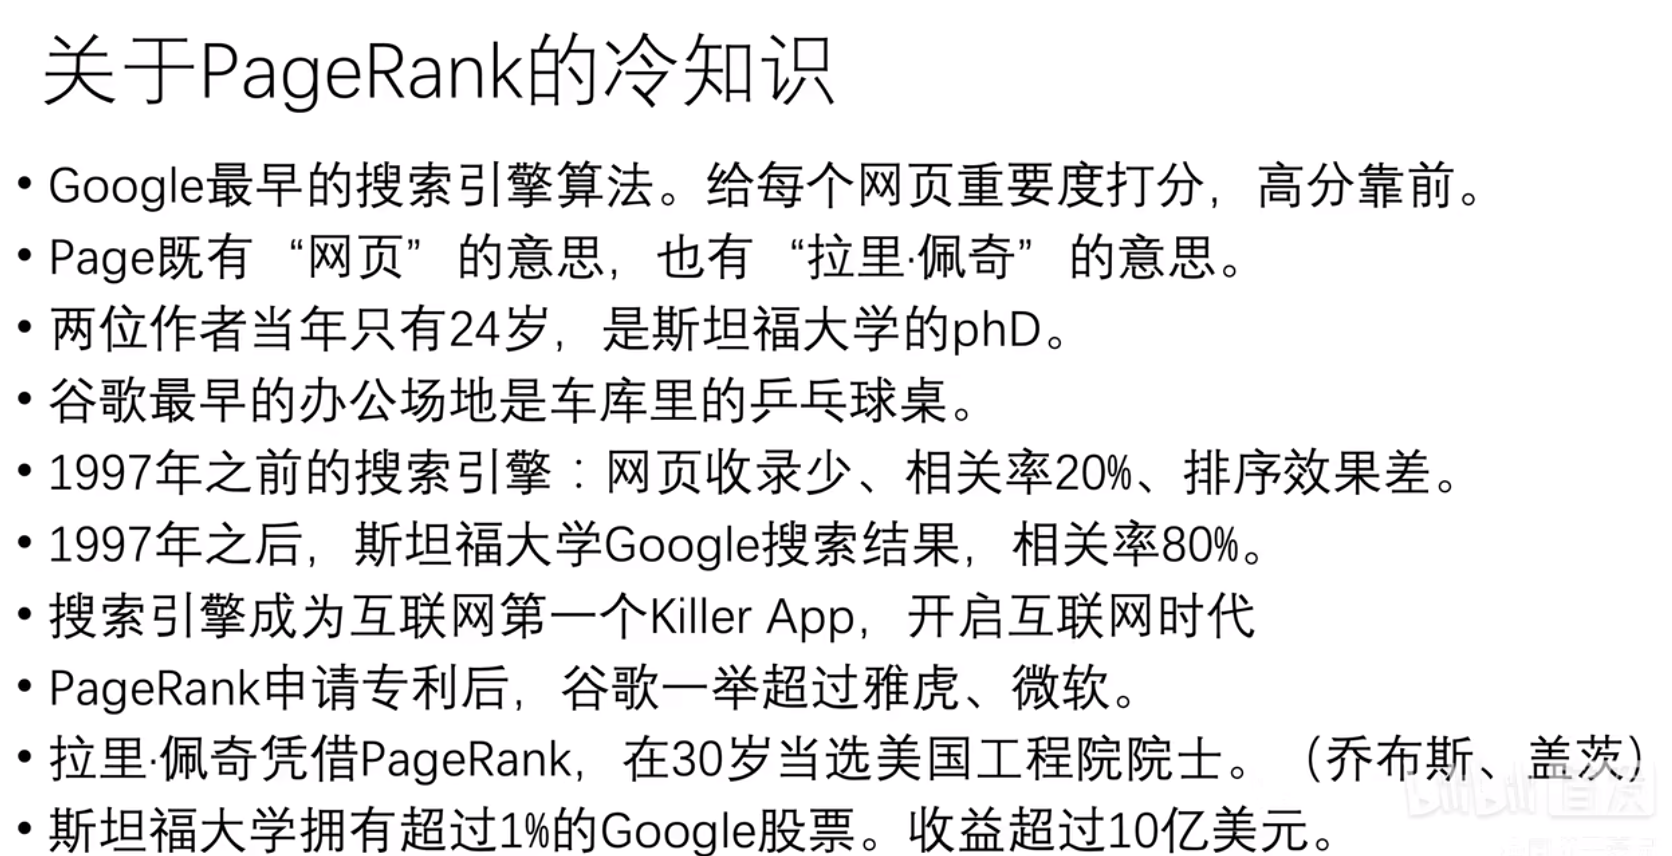 关于PageRank的冷知识
• Google最早的搜索引擎算法。给每个网页重要度打分，高分靠前。
• Page既有“网页”的意思，也有“拉里·佩奇”的意思。
• 两位作者当年只有24岁，是斯坦福大学的phD。
• 谷歌最早的办公场地是车库里的乒乓球桌。
• 1997年之前的搜索引擎：网页收录少、相关率20%、排序效果差。
• 1997年之后，斯坦福大学Google搜索结果，相关率80%。
• 搜索引擎成为互联网第一个Killer App，开启互联网时代
• PageRank申请专利后，谷歌一举超过雅虎、微软。
• 拉里·佩奇凭借PageRank，在30岁当选美国工程院院士。（乔布斯、盖茨）
bilibili 首发
• 斯坦福大学拥有超过1%的Google股票。收益超过10亿美元。